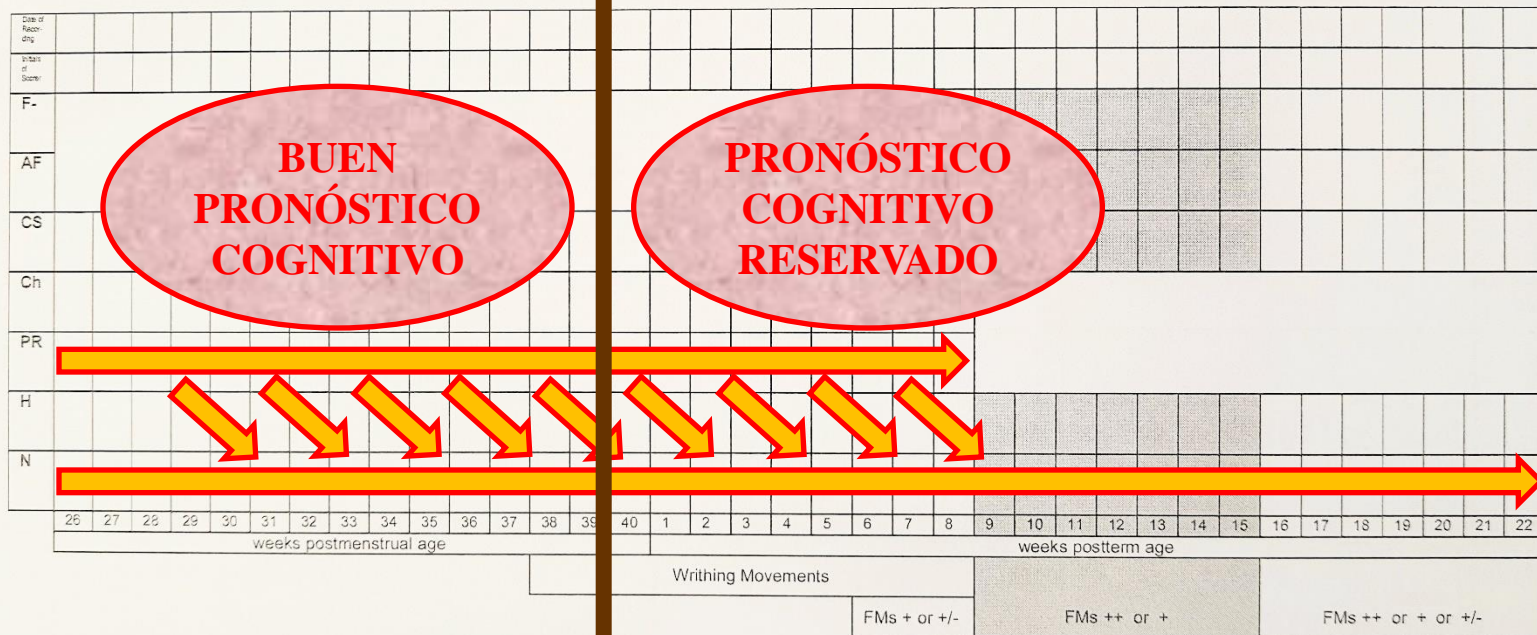 Date of
Recor-
ding
Initials
of
Scorer
F-
AF
CS
Ch
PR
H
N
BUEN
PRONÓSTICO
COGNITIVO
PRONÓSTICO
COGNITIVO
RESERVADO
26 27 28 29 30 31 32 33 34 35 36 37 38 39 40 1 2 3 4 5 6 7 8 9 10 11 12 13 14 15 16 17 18 19 20 21 22
weeks postmenstrual age weeks postterm age
Writhing Movements
FMs + or +/- FMs ++ or + FMs ++ or + or +/-